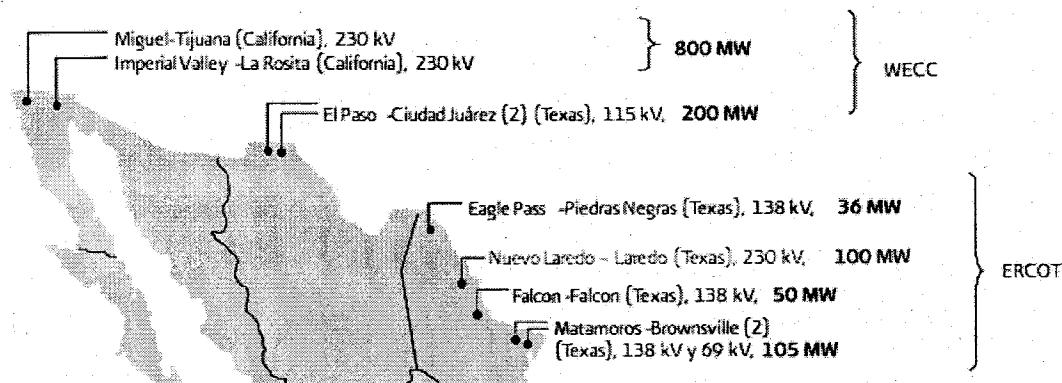 Miguel-Tijuana (California), 230 kV
Imperial Valley -La Rosita (California), 230 kV
800 MW
WECC
El Paso -Ciudad Juárez (2) (Texas), 115 kV, 200 MW
Eagle Pass -Piedras Negras (Texas), 138 kV, 36 MW
Nuevo Laredo - Laredo (Texas), 230 kV, 100 MW
ERCOT
Falcon -Falcon (Texas), 138 kV, 50 MW
Matamoros -Brownsville (2)
(Texas), 138 kV y 69 kV, 105 MW